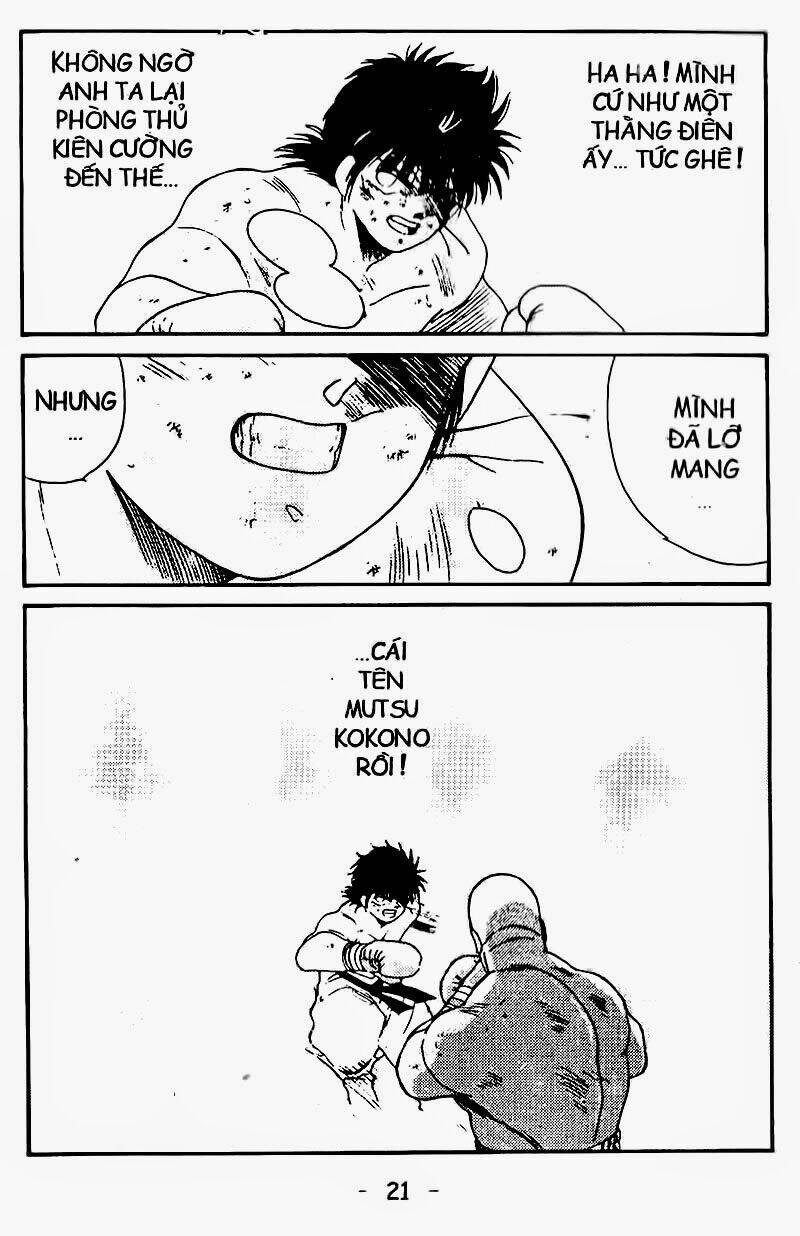 HA HA! MÌNH
CỨ NHƯ MỘT
THẰNG ĐIÊN
ẤY... TỨC GHÊ!
KHÔNG NGỜ
ANH TA LẠI
PHÒNG THỦ
KIÊN CƯỜNG
ĐẾN THẾ...
MÌNH
ĐÃ LỠ
MANG
...
NHƯNG
...
...CÁI
TÊN
MUTSU
KOKONO
RỒI!
- 21 -